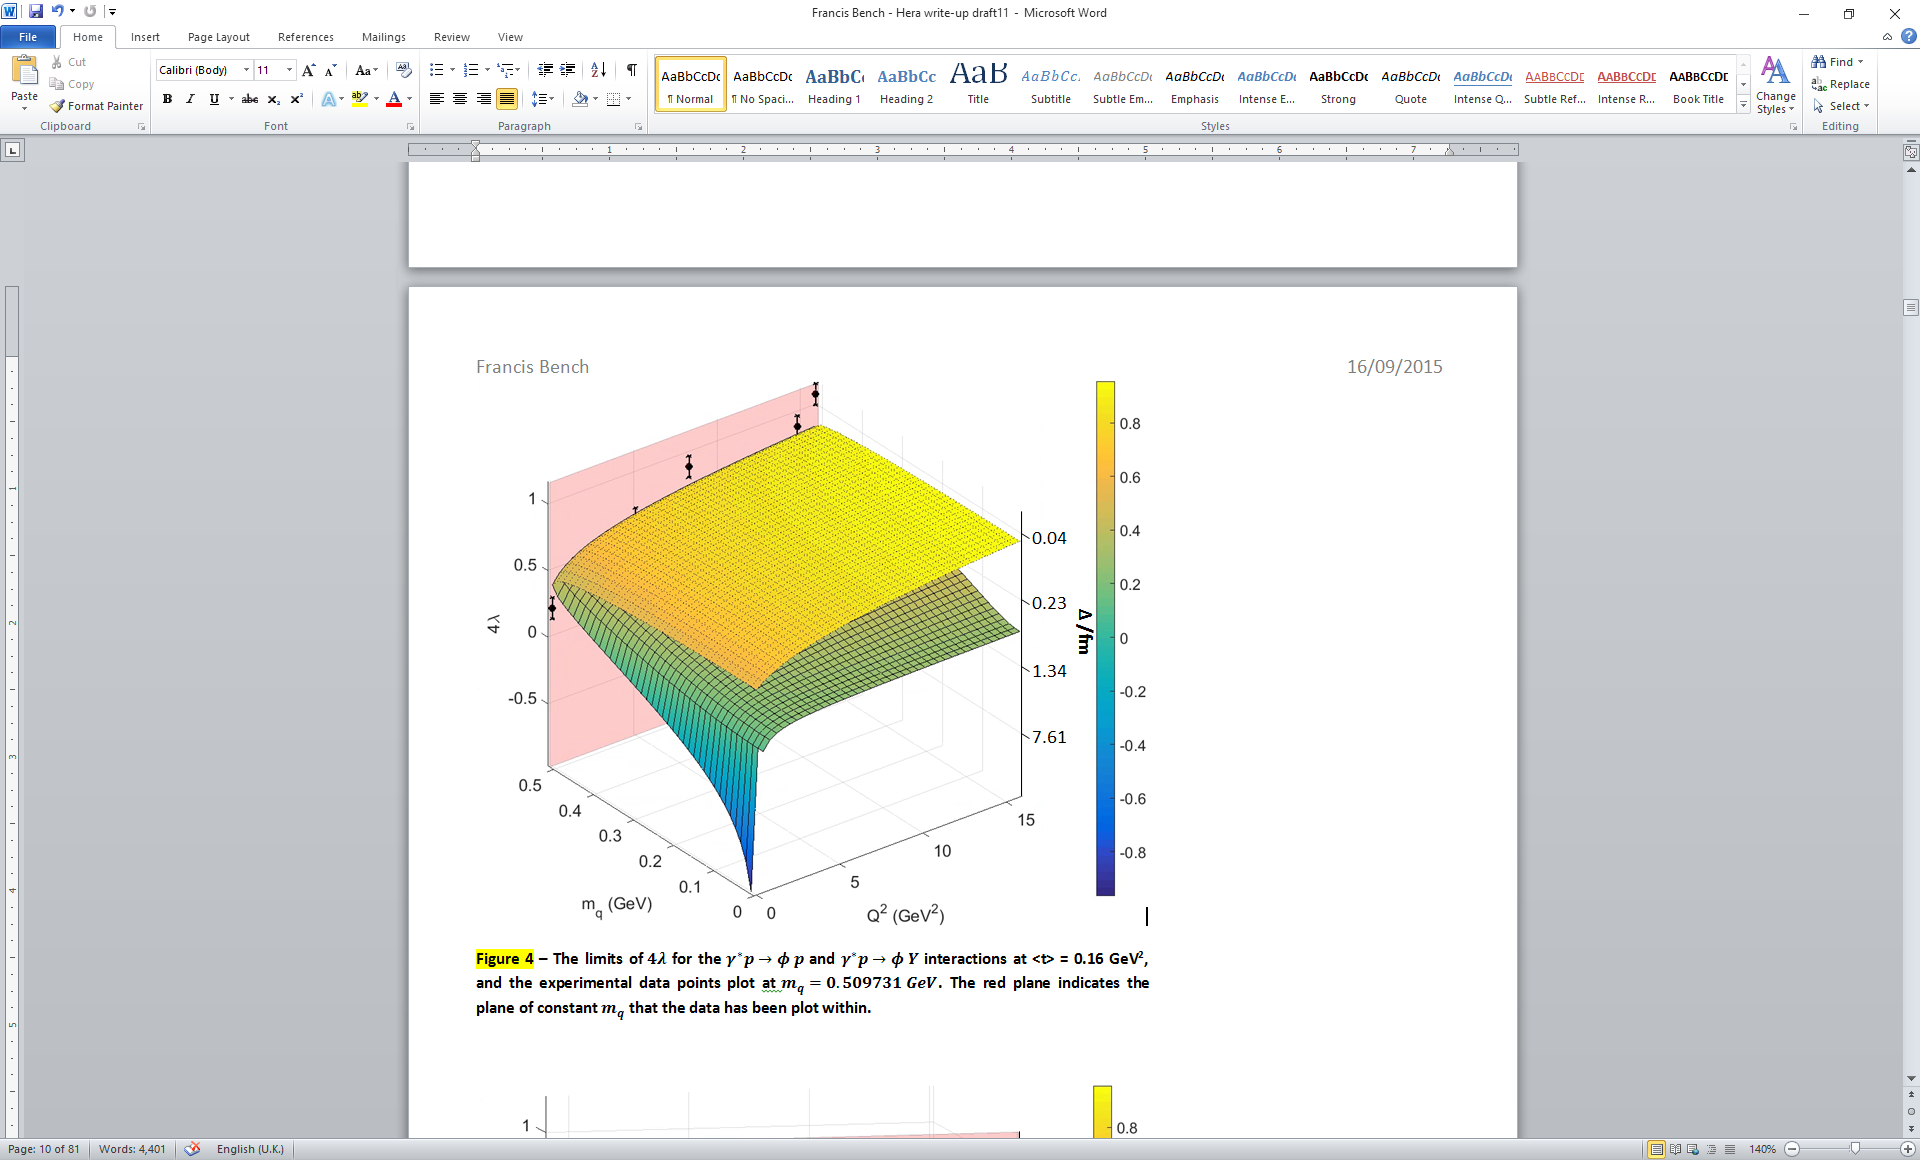 Francis Bench - Hera write-up draft11 - Microsoft Word
File Home Insert Page Layout References Mailings Review View
Paste
Cut
Copy
Format Painter
Clipboard
Calibri (Body) 11
Font
Paragraph
AaBbCcDc AaBbCcDc AaBbCc AaBbCc AaB AaBbCc. AaBbCcDc AaBbCcDc AaBbCcDc AaBbCcDc AaBbCcDc AaBbCcDc AABBCCDE AABBCCDE AABBCCDE
¶ Normal ¶ No Spaci... Heading 1 Heading 2 Title Subtitle Subtle Em... Emphasis Intense E... Strong Quote Intense Q... Subtle Ref... Intense R... Book Title
Change Styles
Styles
Find
Replace
Select
Editing
1 2 3 4 5 6 7
Francis Bench 16/09/2015
1
0.5
0
-0.5
4λ
0.5
0.4
0.3
0.2
0.1
0
m_q (GeV)
0
5
10
15
Q² (GeV²)
0.04
0.23
1.34
7.61
Δ /fm
0.8
0.6
0.4
0.2
0
-0.2
-0.4
-0.6
-0.8
Figure 4 – The limits of 4λ for the γ*p → ϕ p and γ*p → ϕ Y interactions at <t> = 0.16 GeV²,
and the experimental data points plot at m_q = 0.509731 GeV. The red plane indicates the
plane of constant m_q that the data has been plot within.
1
0.8
Page: 10 of 81 Words: 4,401 English (U.K.) 140%